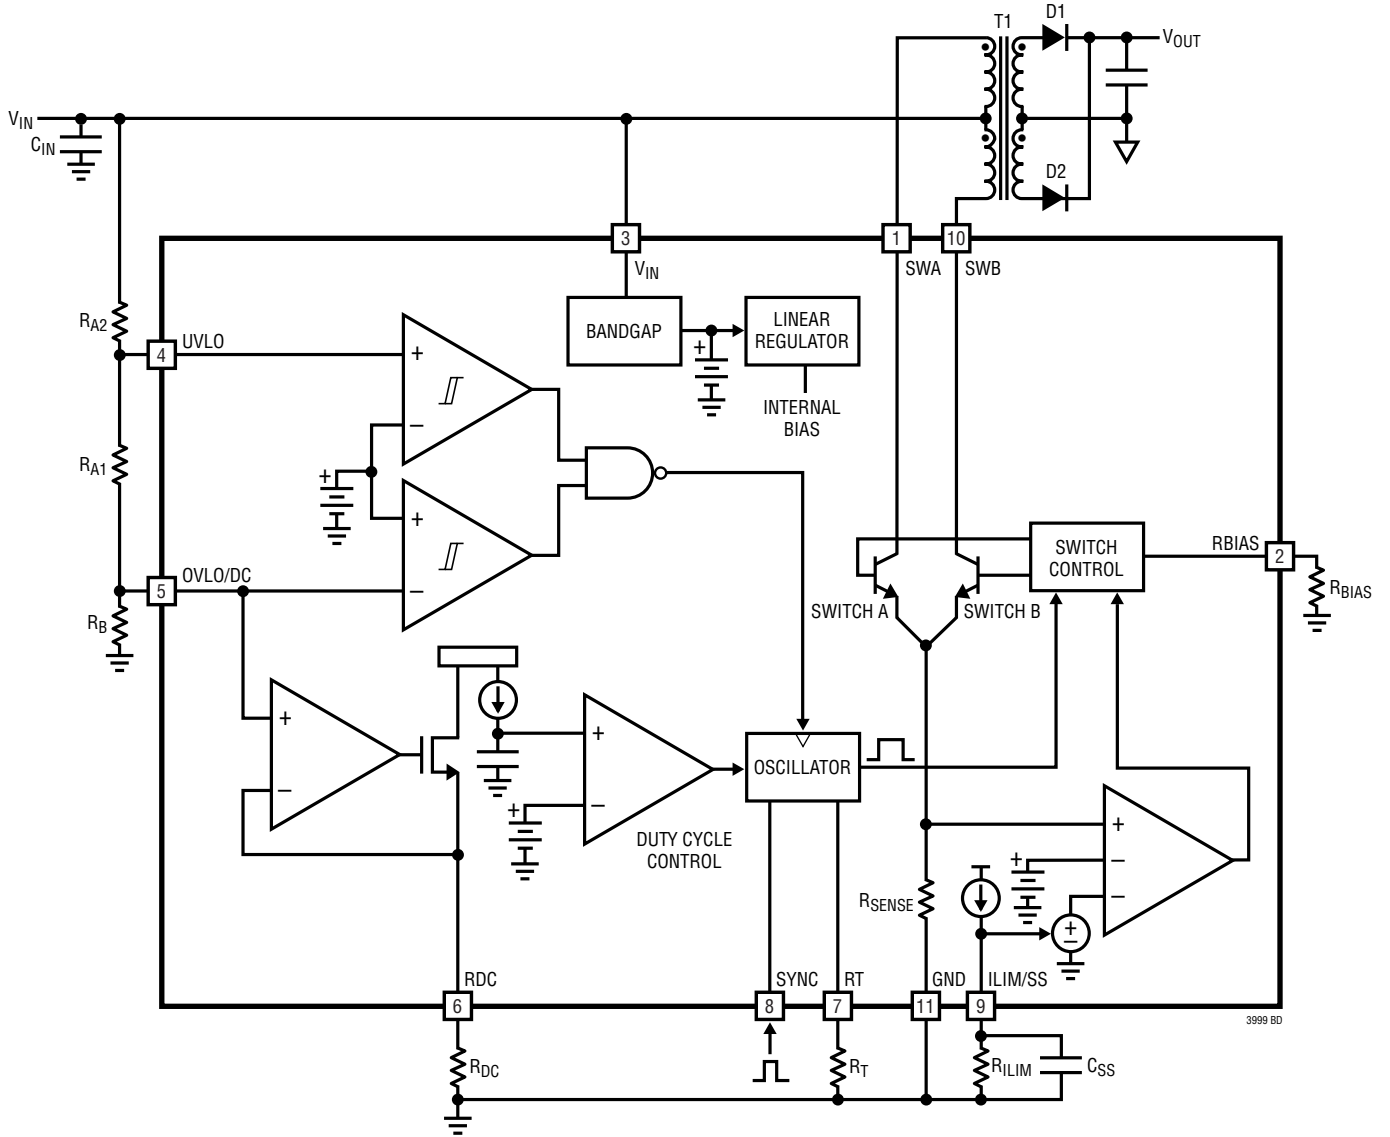 T1
D1
VOUT
VIN
CIN
D2
3
1
10
VIN
SWA
SWB
RA2
4
UVLO
BANDGAP
+
LINEAR
REGULATOR
INTERNAL
BIAS
+
–
RA1
+
+
–
5
OVLO/DC
RB
SWITCH
CONTROL
RBIAS
2
RBIAS
SWITCH A
SWITCH B
+
–
+
–
+
DUTY CYCLE
CONTROL
OSCILLATOR
+
–
–
+
+
–
RSENSE
RDC
SYNC
RT
GND
ILIM/SS
6
8
7
11
9
3999 BD
RDC
RT
RILIM
CSS